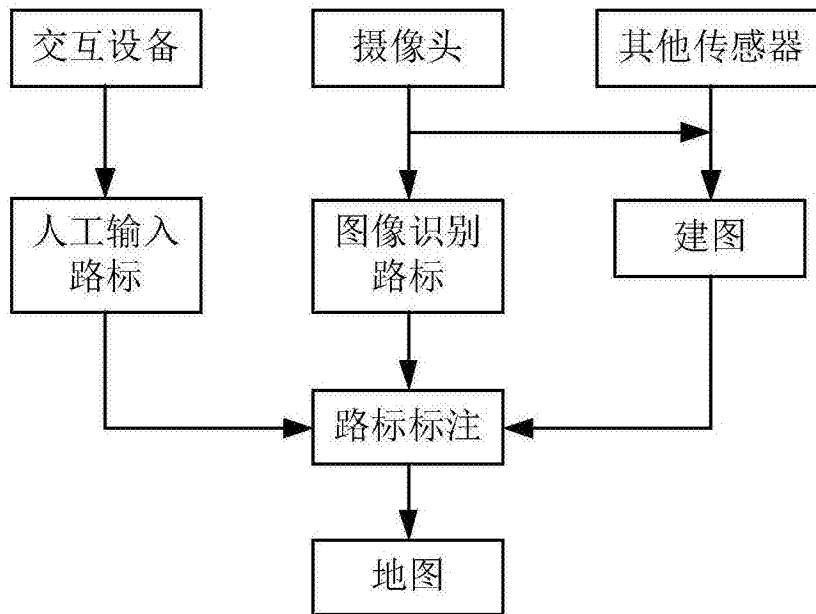 交互设备
摄像头
其他传感器
人工输入
路标
图像识别
路标
建图
路标标注
地图